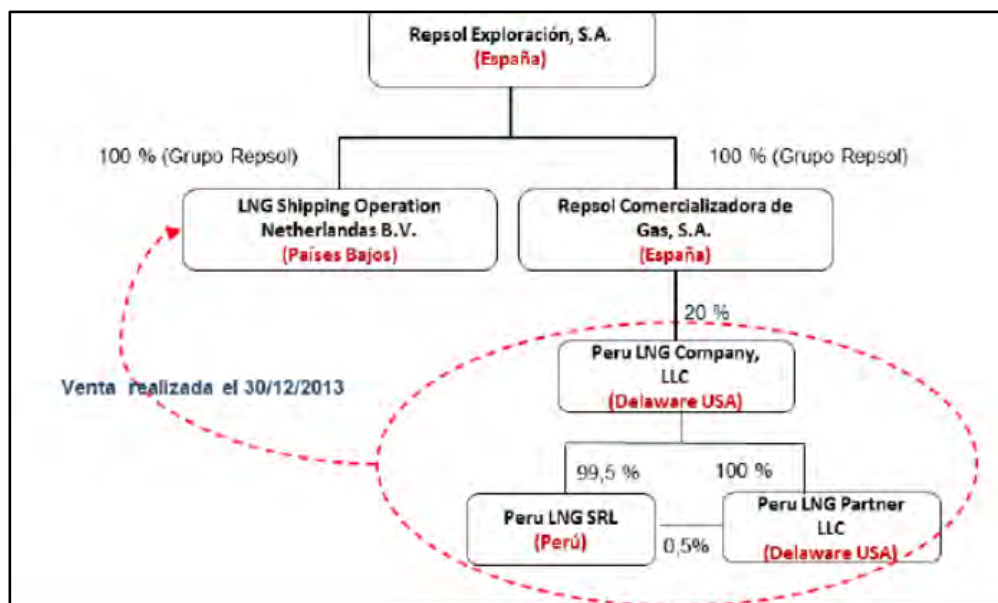 Repsol Exploración, S.A.
(España)
100 % (Grupo Repsol)
100 % (Grupo Repsol)
LNG Shipping Operation
Netherlandas B.V.
(Países Bajos)
Repsol Comercializadora de
Gas, S.A.
(España)
20 %
Peru LNG Company,
LLC
(Delaware USA)
Venta realizada el 30/12/2013
99,5 %
100 %
Peru LNG SRL
(Perú)
0,5%
Peru LNG Partner
LLC
(Delaware USA)